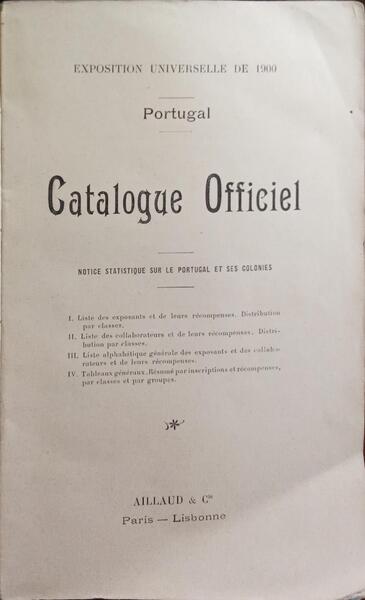 EXPOSITION UNIVERSELLE DE 1900
Portugal
Catalogue Officiel
NOTICE STATISTIQUE SUR LE PORTUGAL ET SES COLONIES
I. Liste des exposants et de leurs récompenses. Distribution
par classes.
II. Liste des collaborateurs et de leurs récompenses. Distri-
bution par classes.
III. Liste alphabétique générale des exposants et des collabo-
rateurs et de leurs récompenses.
IV. Tableaux généraux. Résumé par inscriptions et récompenses,
par classes et par groupes.
AILLAUD & Cie
Paris — Lisbonne